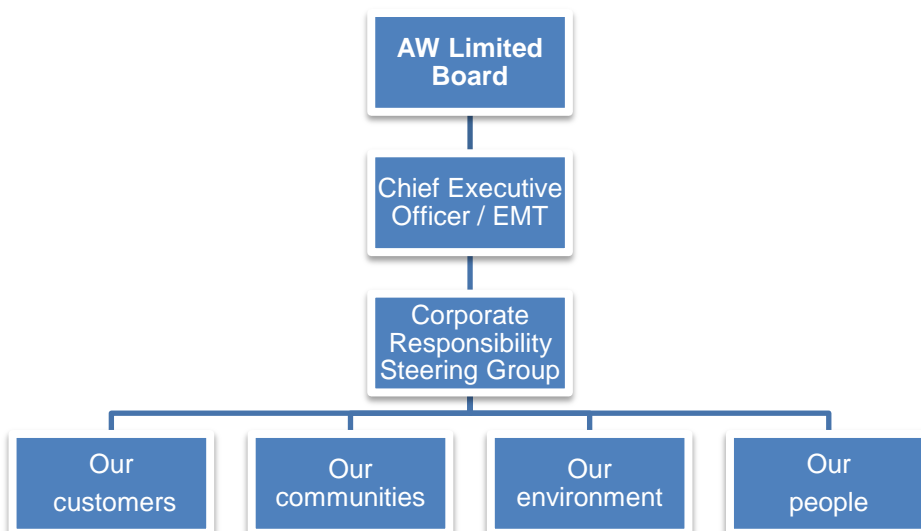 AW Limited
Board
Chief Executive
Officer / EMT
Corporate
Responsibility
Steering Group
Our
customers
Our
communities
Our
environment
Our
people